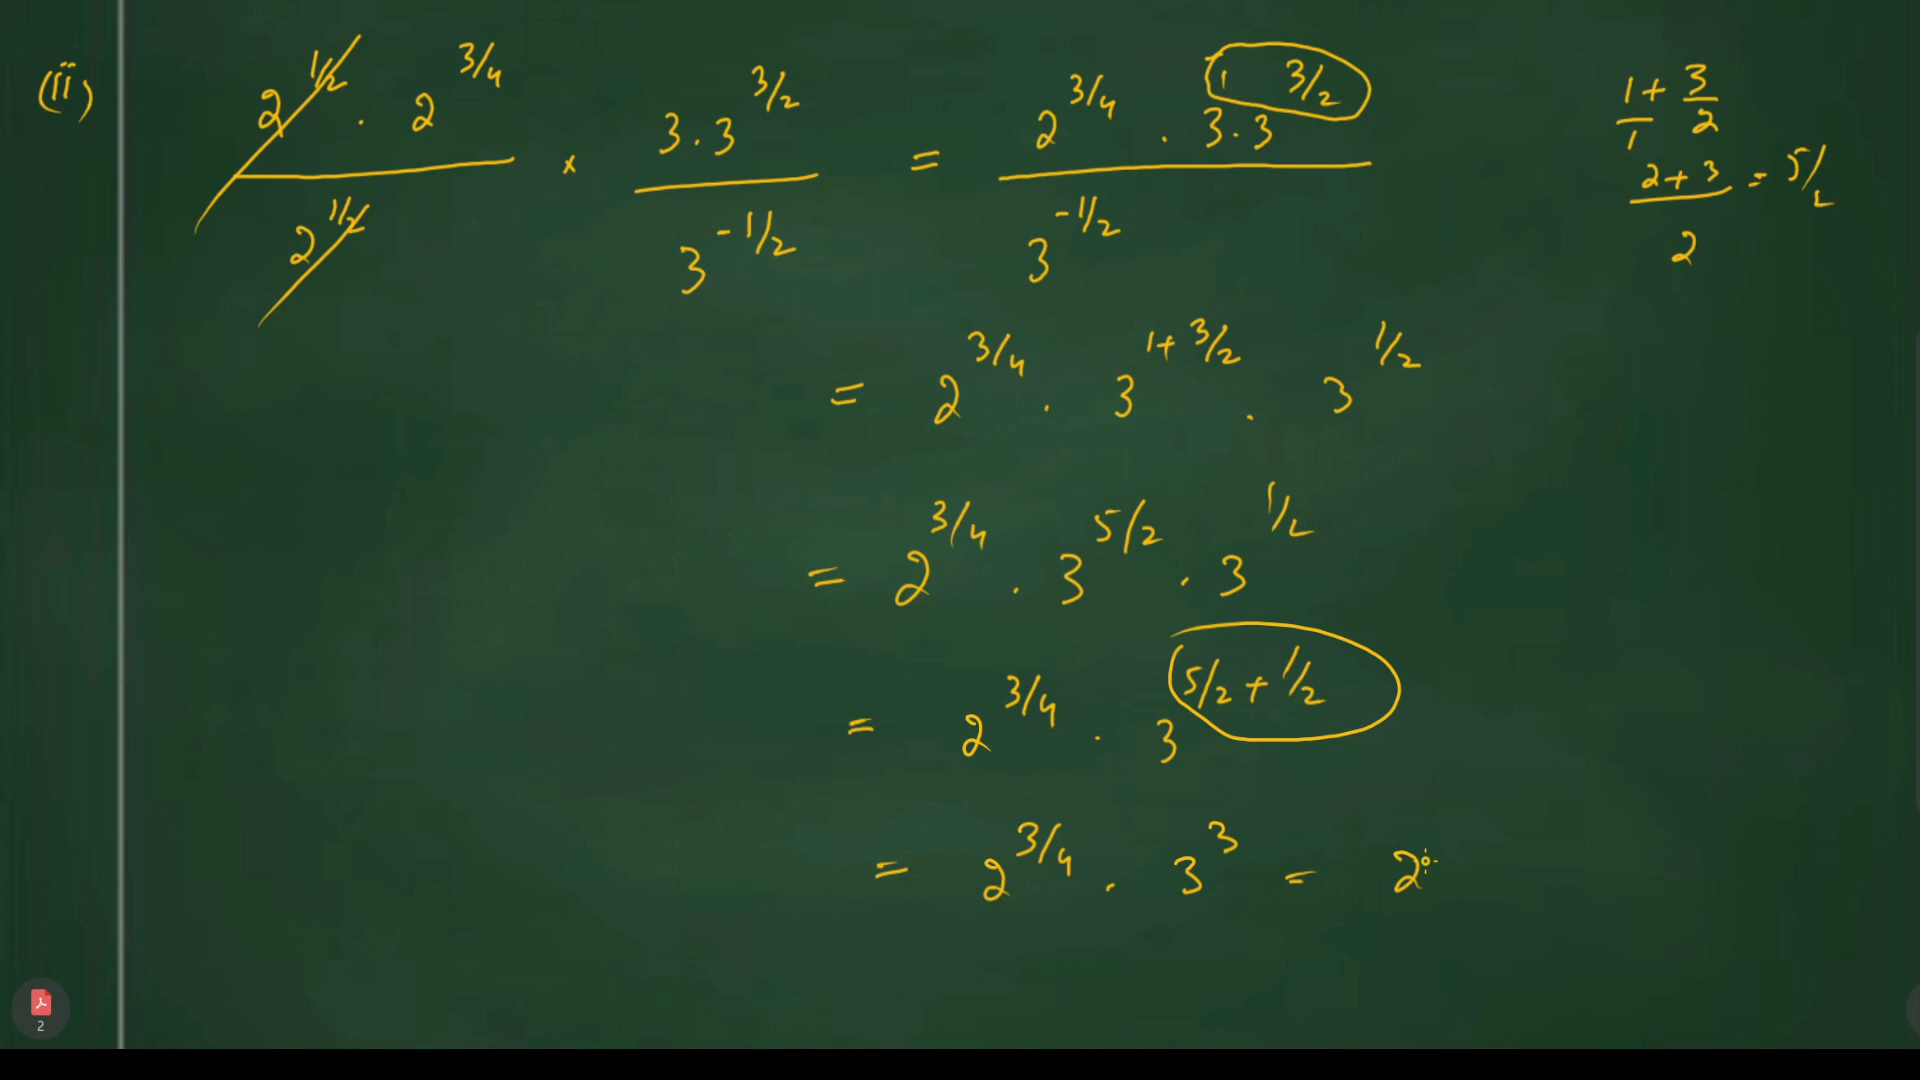 (ii) 2^1/2 . 2^3/4 / 2^1/2 × 3.3^3/2 / 3^-1/2 = 2^3/4 . 3^1.3^3/2 / 3^-1/2
1/1 + 3/2
2+3 / 2 = 5/2
= 2^3/4 . 3^1+3/2 . 3^1/2
= 2^3/4 . 3^5/2 . 3^1/2
= 2^3/4 . 3^5/2+1/2
= 2^3/4 . 3^3 = 2
2